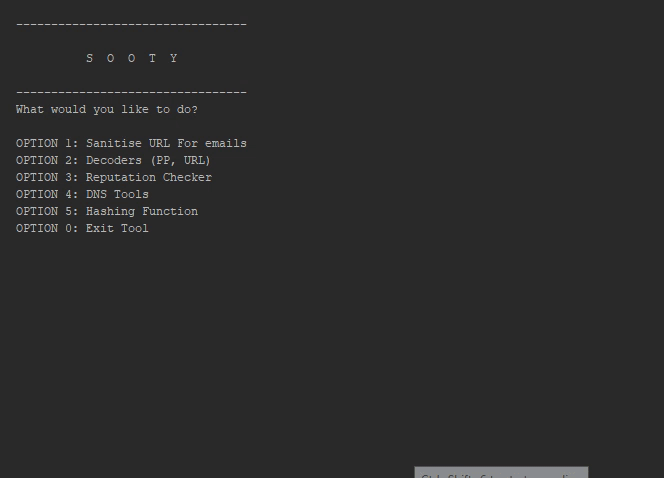 ---------------------------------
S O O T Y
---------------------------------
What would you like to do?
OPTION 1: Sanitise URL For emails
OPTION 2: Decoders (PP, URL)
OPTION 3: Reputation Checker
OPTION 4: DNS Tools
OPTION 5: Hashing Function
OPTION 0: Exit Tool